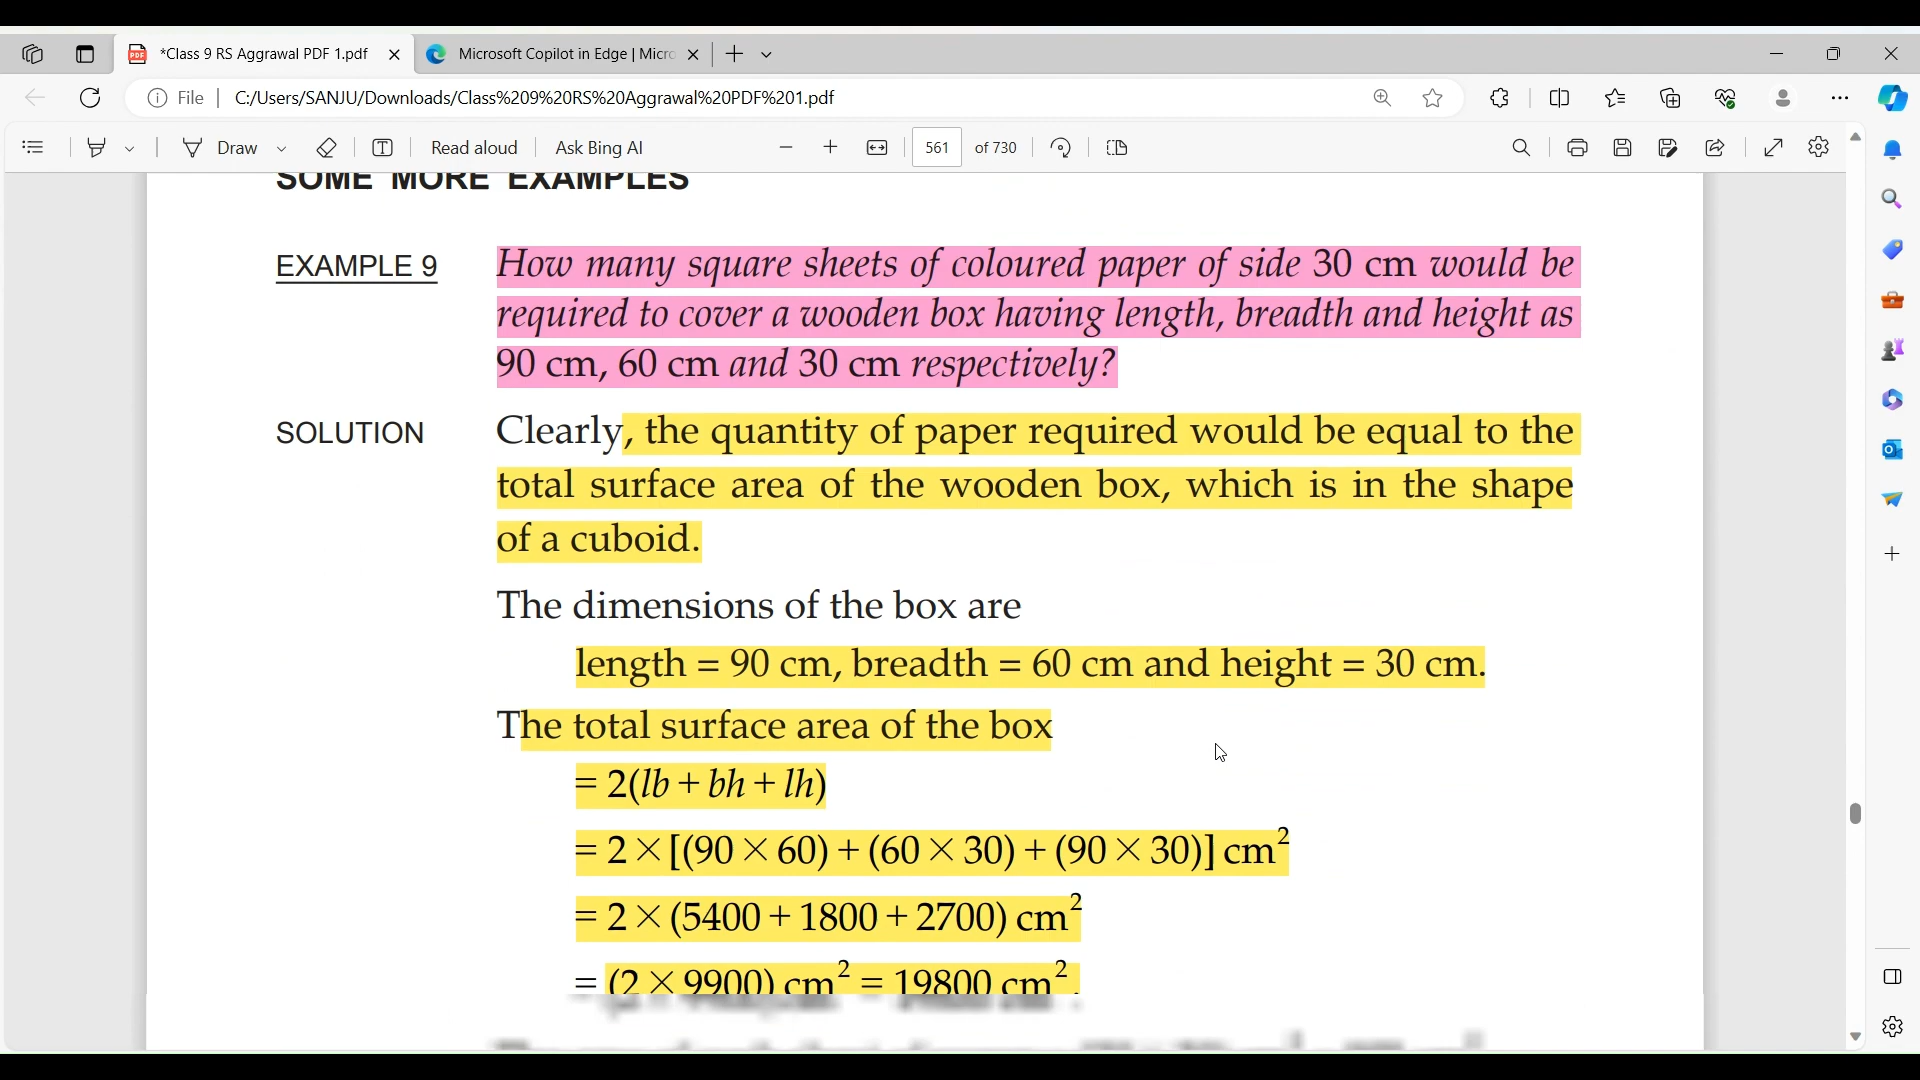 *Class 9 RS Aggrawal PDF 1.pdf
Microsoft Copilot in Edge | Micro
File
C:/Users/SANJU/Downloads/Class%209%20RS%20Aggrawal%20PDF%201.pdf
Draw
Read aloud
Ask Bing AI
561 of 730
SOME MORE EXAMPLES
EXAMPLE 9
How many square sheets of coloured paper of side 30 cm would be
required to cover a wooden box having length, breadth and height as
90 cm, 60 cm and 30 cm respectively?
SOLUTION
Clearly, the quantity of paper required would be equal to the
total surface area of the wooden box, which is in the shape
of a cuboid.
The dimensions of the box are
length = 90 cm, breadth = 60 cm and height = 30 cm.
The total surface area of the box
= 2(lb + bh + lh)
= 2 × [(90 × 60) + (60 × 30) + (90 × 30)] cm²
= 2 × (5400 + 1800 + 2700) cm²
= (2 × 9900) cm² = 19800 cm².